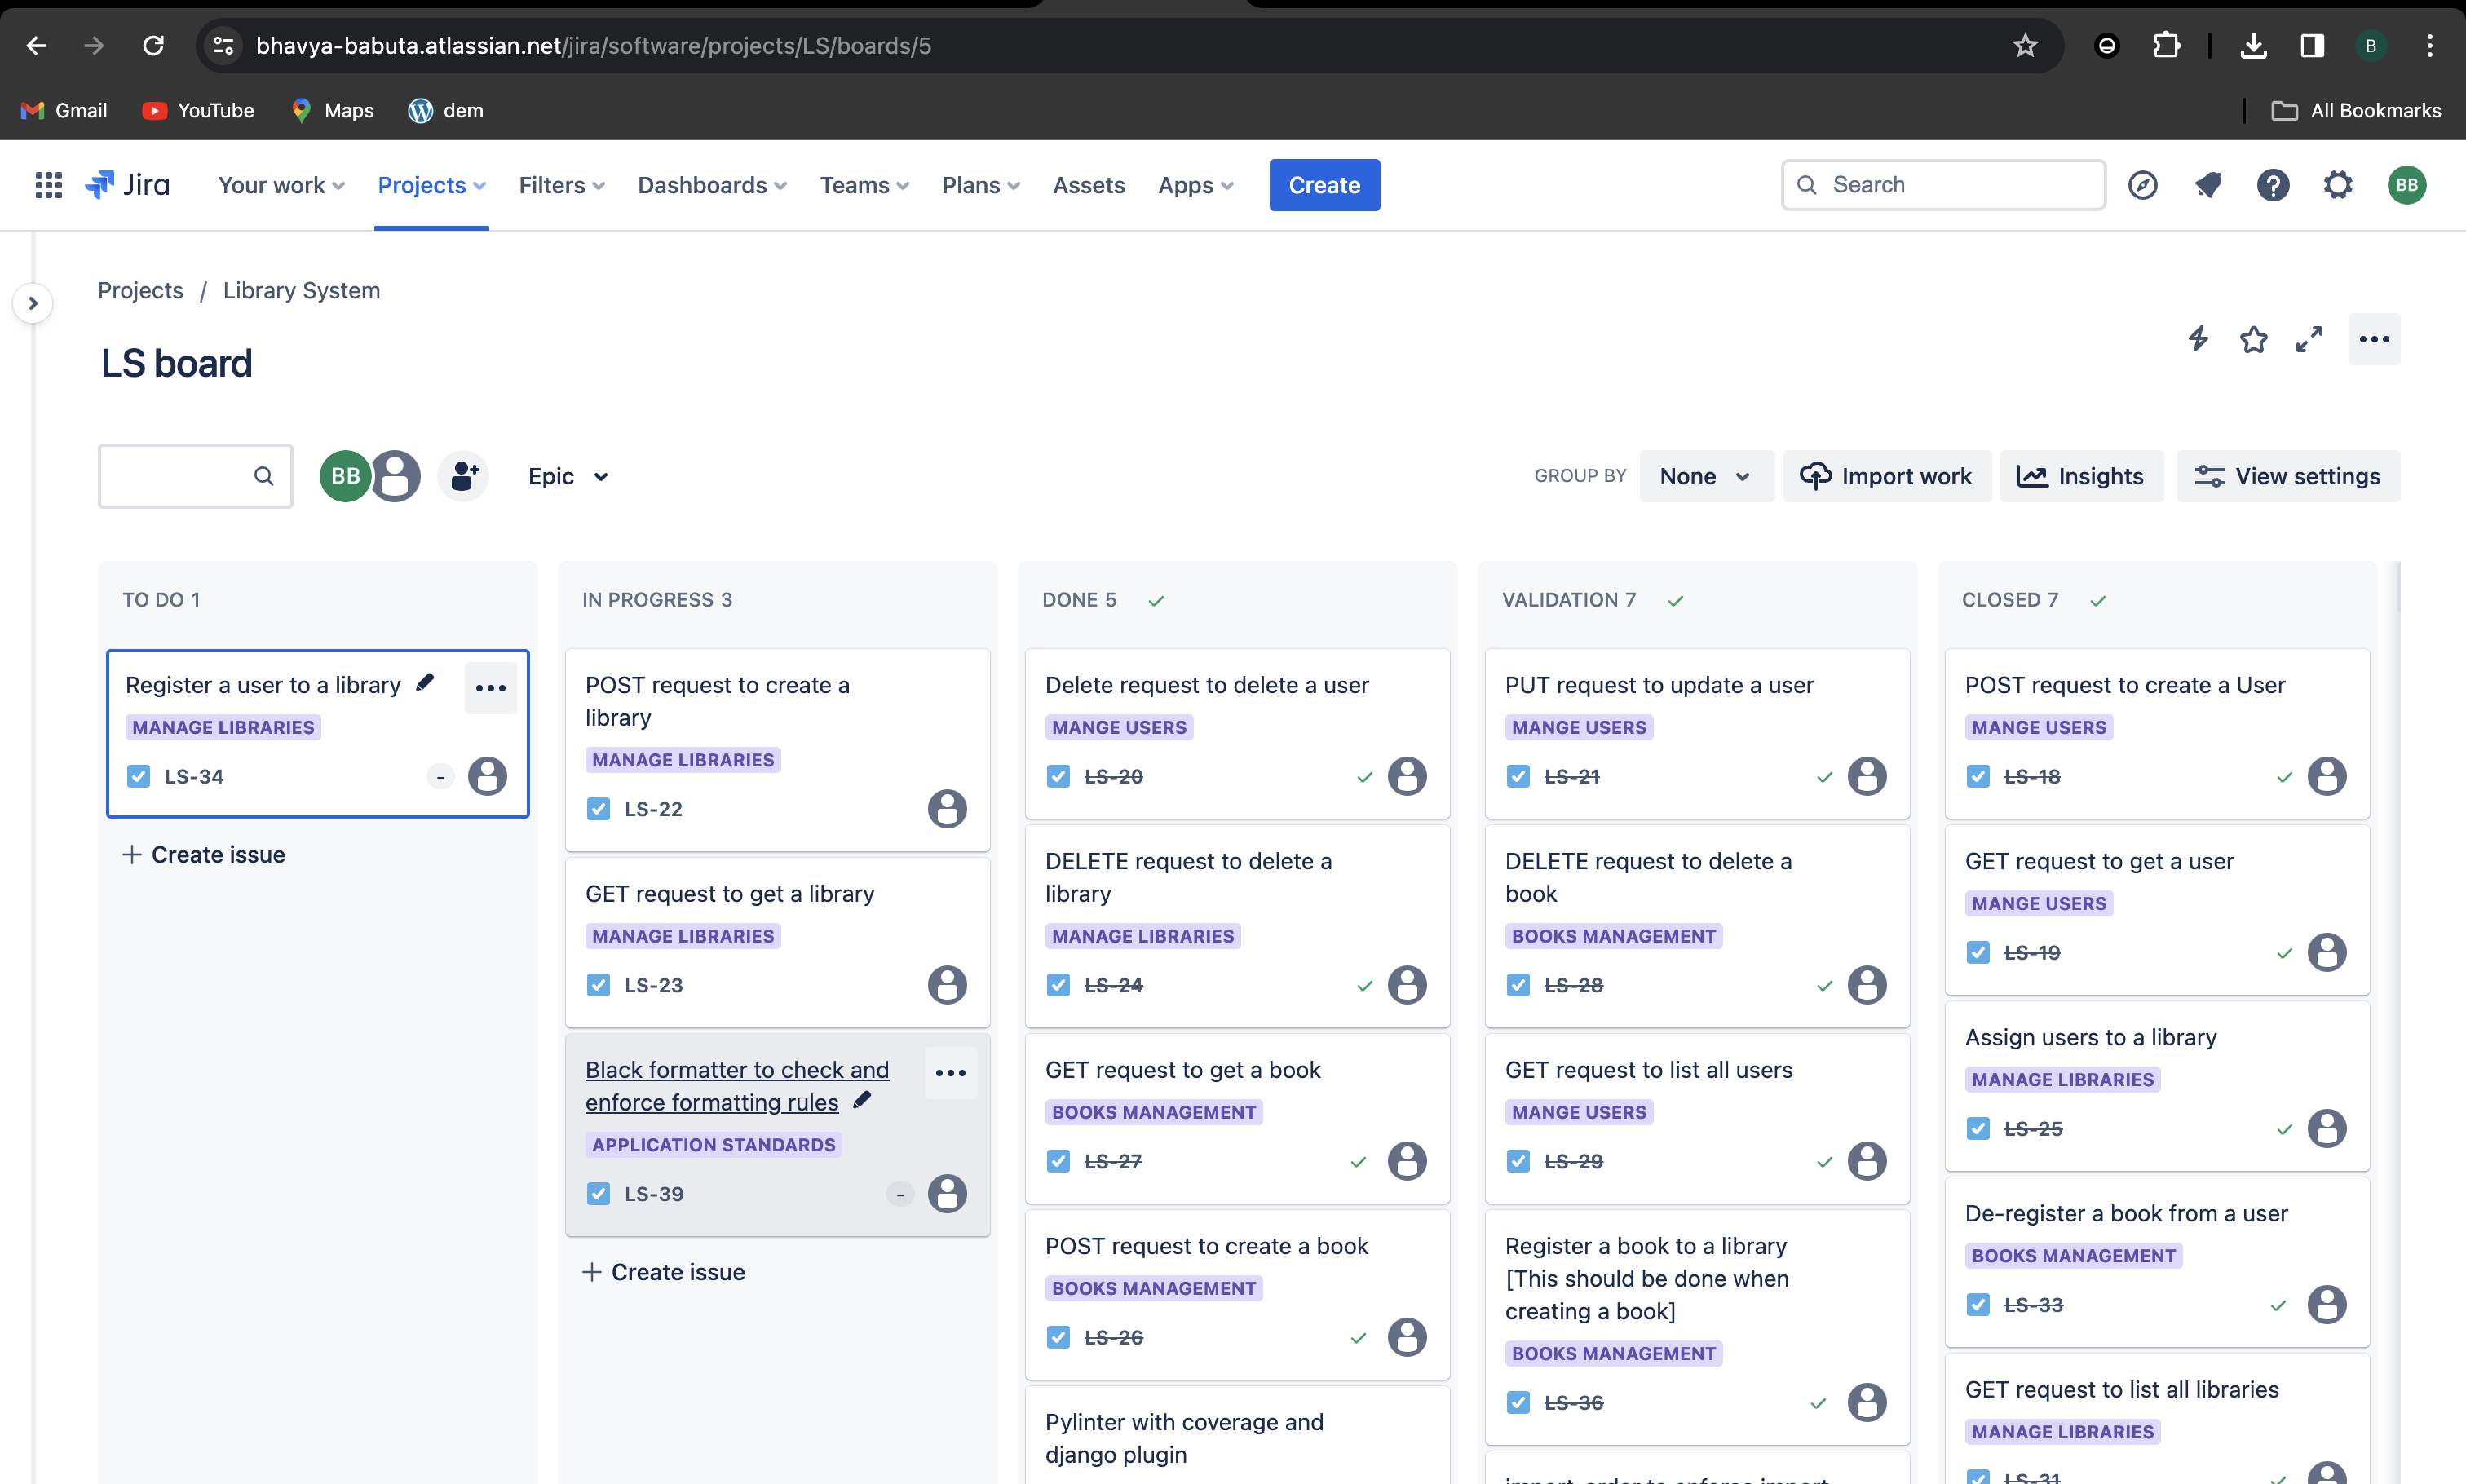 bhavya-babuta.atlassian.net/jira/software/projects/LS/boards/5
B
Gmail
YouTube
Maps
dem
All Bookmarks
Jira
Your work
Projects
Filters
Dashboards
Teams
Plans
Assets
Apps
Create
Search
BB
Projects / Library System
LS board
BB
Epic
GROUP BY
None
Import work
Insights
View settings
TO DO 1
Register a user to a library
MANAGE LIBRARIES
LS-34
-
+ Create issue
IN PROGRESS 3
POST request to create a
library
MANAGE LIBRARIES
LS-22
GET request to get a library
MANAGE LIBRARIES
LS-23
Black formatter to check and
enforce formatting rules
APPLICATION STANDARDS
LS-39
-
+ Create issue
DONE 5
Delete request to delete a user
MANGE USERS
LS-20
DELETE request to delete a
library
MANAGE LIBRARIES
LS-24
GET request to get a book
BOOKS MANAGEMENT
LS-27
POST request to create a book
BOOKS MANAGEMENT
LS-26
Pylinter with coverage and
django plugin
VALIDATION 7
PUT request to update a user
MANGE USERS
LS-21
DELETE request to delete a
book
BOOKS MANAGEMENT
LS-28
GET request to list all users
MANGE USERS
LS-29
Register a book to a library
[This should be done when
creating a book]
BOOKS MANAGEMENT
LS-36
CLOSED 7
POST request to create a User
MANGE USERS
LS-18
GET request to get a user
MANGE USERS
LS-19
Assign users to a library
MANAGE LIBRARIES
LS-25
De-register a book from a user
BOOKS MANAGEMENT
LS-33
GET request to list all libraries
MANAGE LIBRARIES
LS-31